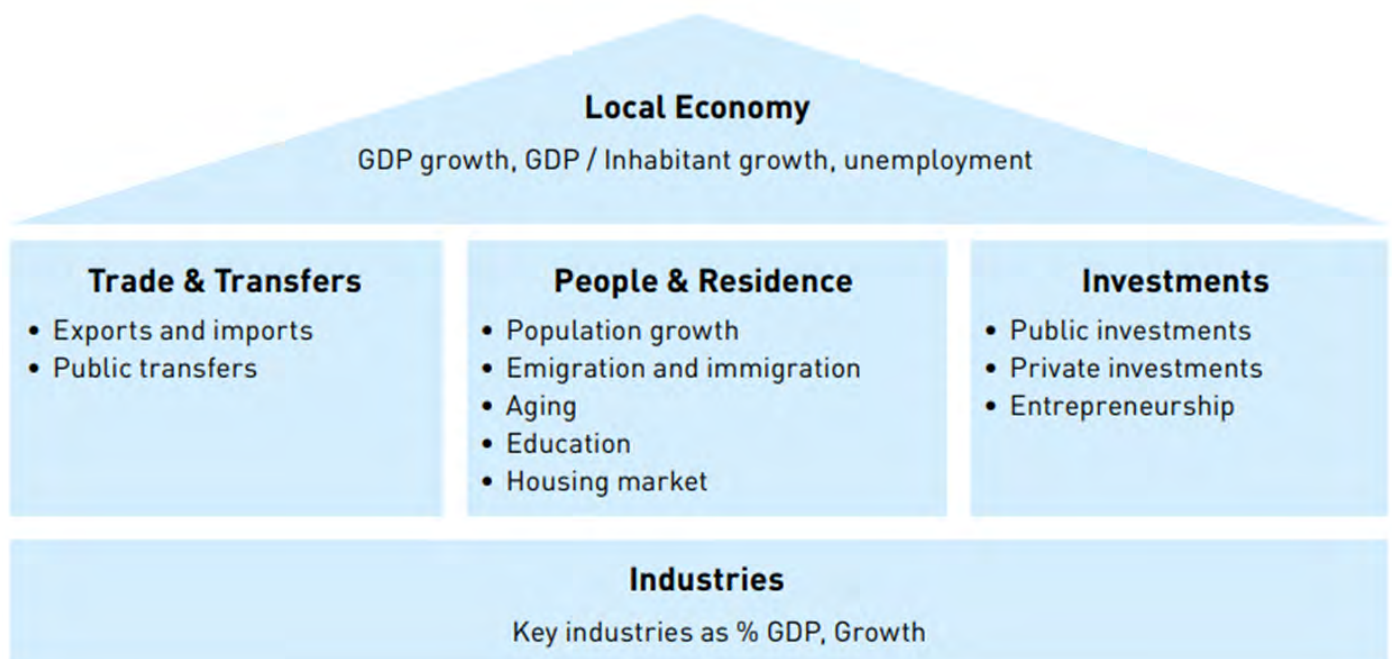 Local Economy
GDP growth, GDP / Inhabitant growth, unemployment
Trade & Transfers
• Exports and imports
• Public transfers
People & Residence
• Population growth
• Emigration and immigration
• Aging
• Education
• Housing market
Investments
• Public investments
• Private investments
• Entrepreneurship
Industries
Key industries as % GDP, Growth